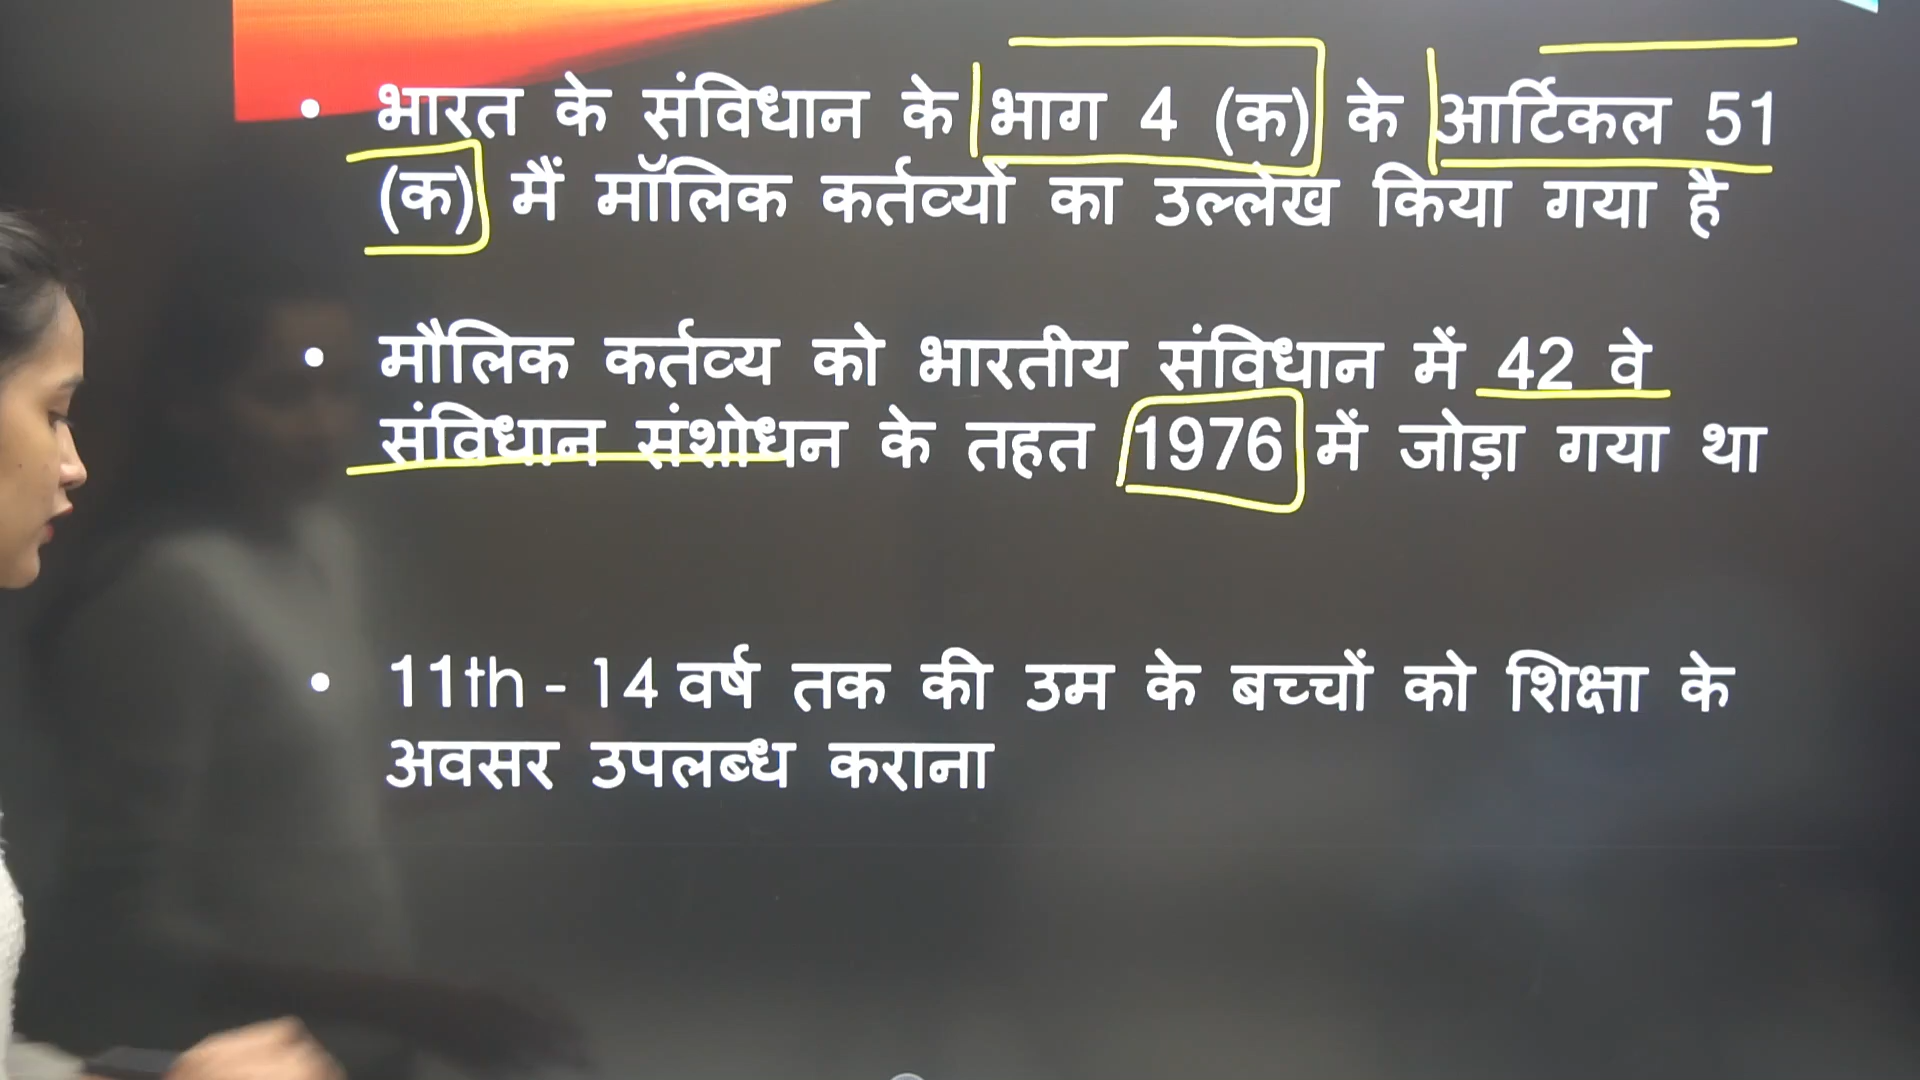 • भारत के संविधान के भाग 4 (क) के आर्टिकल 51
(क) मैं मॉलिक कर्तव्यों का उल्लेख किया गया है
• मौलिक कर्तव्य को भारतीय संविधान में 42 वे
संविधान संशोधन के तहत 1976 में जोड़ा गया था
• 11th - 14 वर्ष तक की उम के बच्चों को शिक्षा के
अवसर उपलब्ध कराना